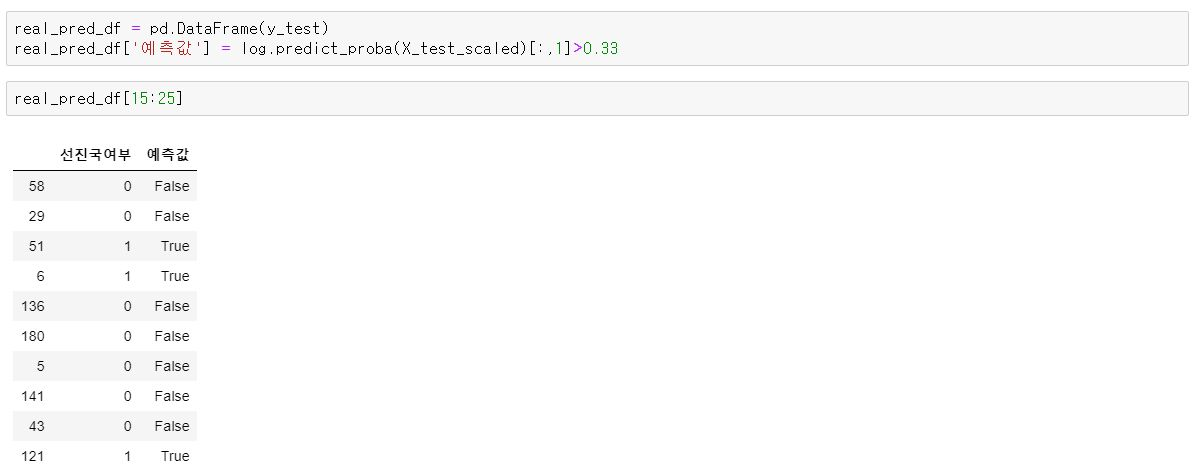 real_pred_df = pd.DataFrame(y_test)
real_pred_df['예측값'] = log.predict_proba(X_test_scaled)[:,1]>0.33
real_pred_df[15:25]
선진국여부 예측값
58 0 False
29 0 False
51 1 True
6 1 True
136 0 False
180 0 False
5 0 False
141 0 False
43 0 False
121 1 True